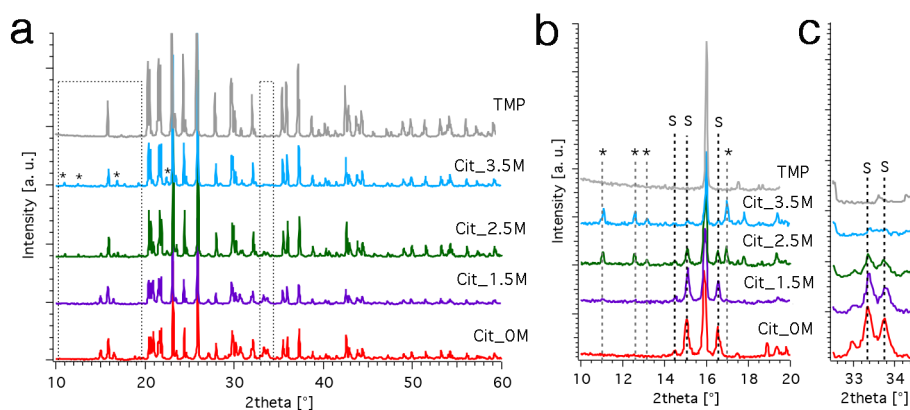 a
Intensity [a. u.]
TMP
Cit_3.5M
* * * *
Cit_2.5M
Cit_1.5M
Cit_0M
10 20 30 40 50 60
2theta [°]
b
Intensity [a. u.]
S S S
* * * *
TMP
Cit_3.5M
Cit_2.5M
Cit_1.5M
Cit_0M
10 12 14 16 18 20
2theta [°]
c
S S
33 34
2theta [°]